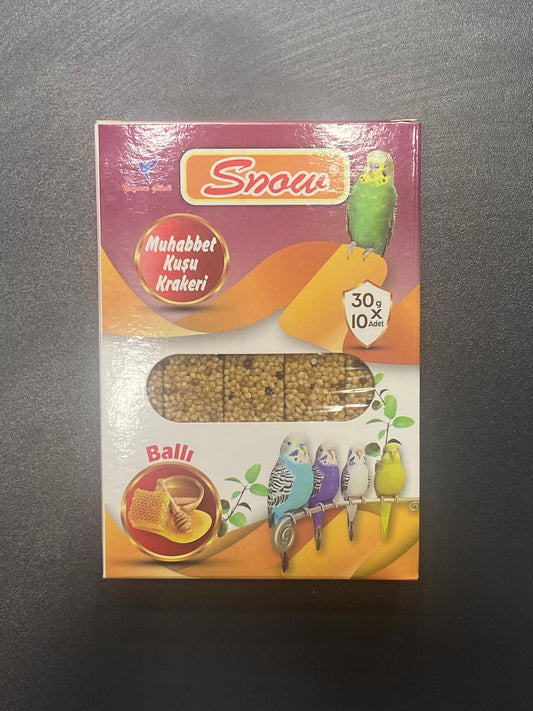 Snow®
Muhabbet
Kuşu
Krakeri
30g
X
10 Adet
Ballı